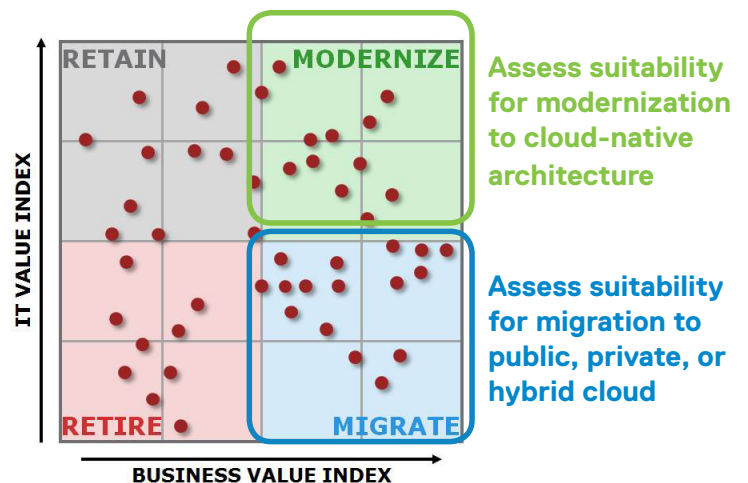 RETAIN
MODERNIZE
Assess suitability
for modernization
to cloud-native
architecture
IT VALUE INDEX
Assess suitability
for migration to
public, private, or
hybrid cloud
RETIRE
MIGRATE
BUSINESS VALUE INDEX